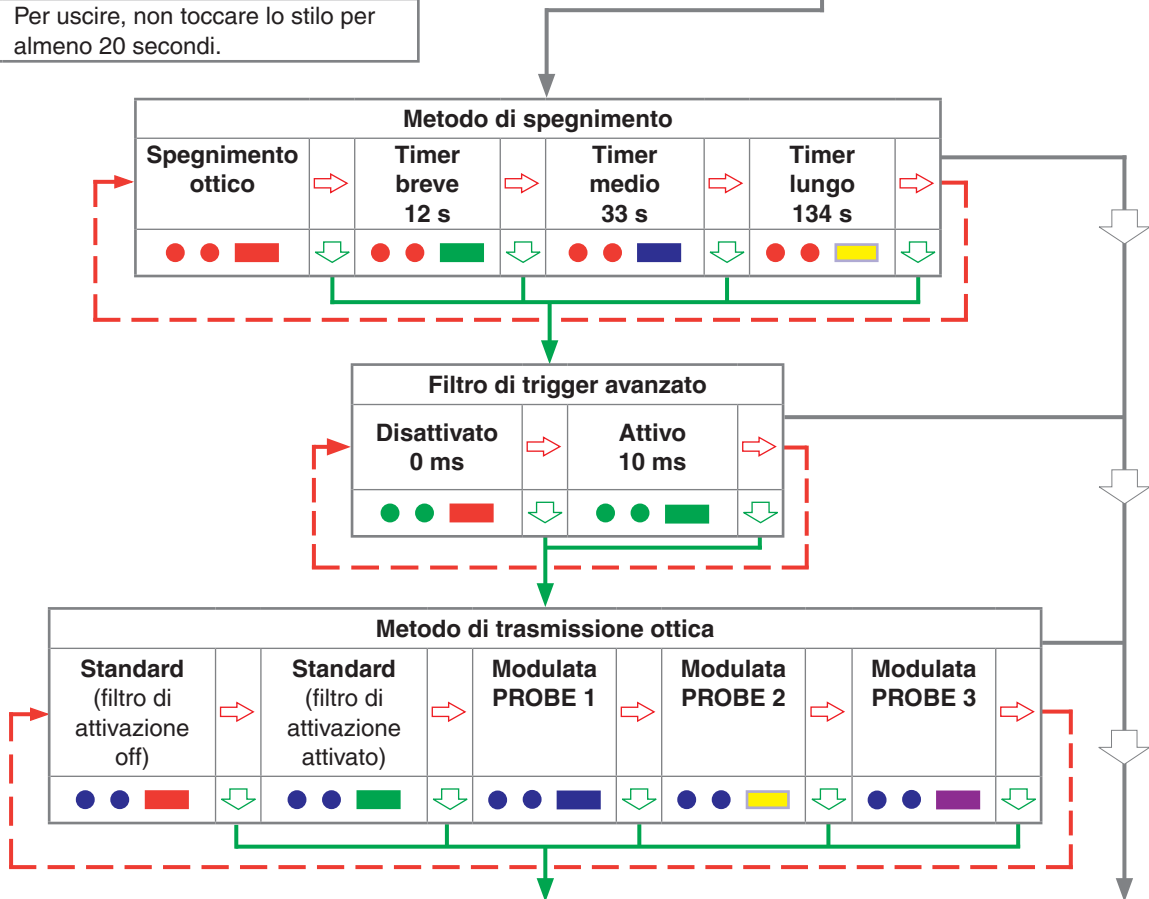 Per uscire, non toccare lo stilo per
almeno 20 secondi.
Metodo di spegnimento
Spegnimento
ottico
Timer
breve
12 s
Timer
medio
33 s
Timer
lungo
134 s
Filtro di trigger avanzato
Disattivato
0 ms
Attivo
10 ms
Metodo di trasmissione ottica
Standard
(filtro di
attivazione
off)
Standard
(filtro di
attivazione
attivato)
Modulata
PROBE 1
Modulata
PROBE 2
Modulata
PROBE 3